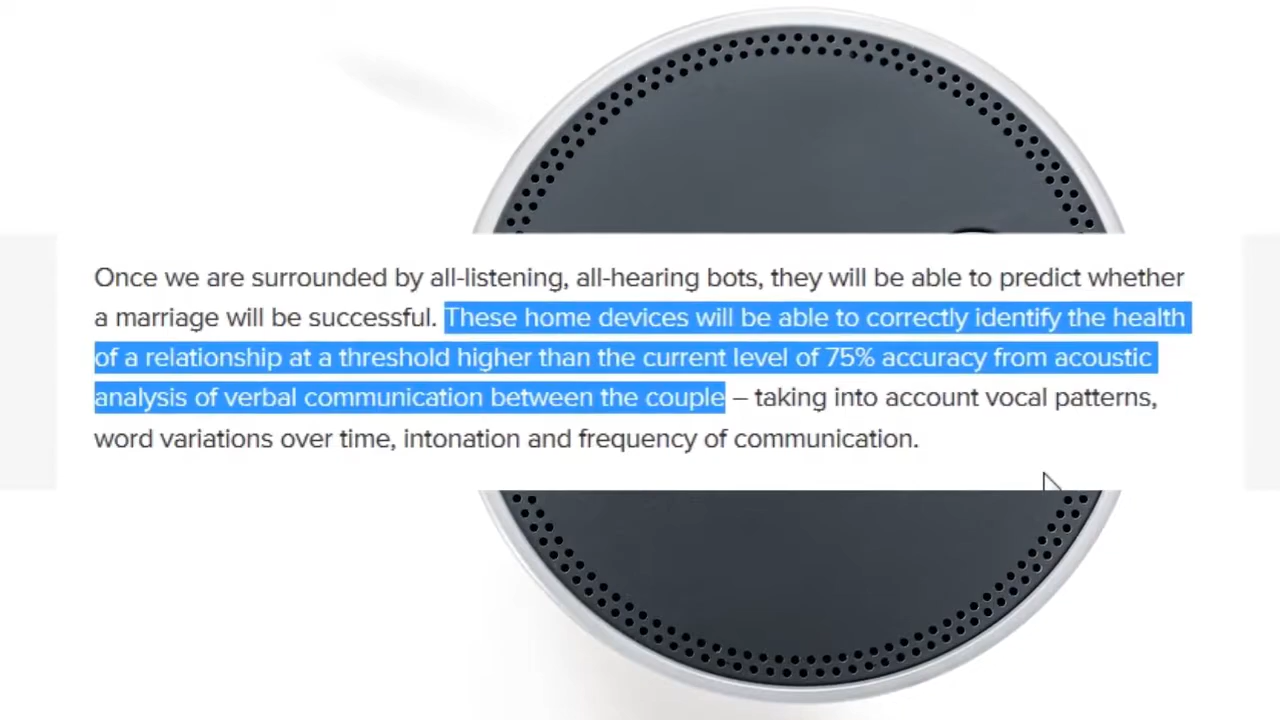 Once we are surrounded by all-listening, all-hearing bots, they will be able to predict whether
a marriage will be successful. These home devices will be able to correctly identify the health
of a relationship at a threshold higher than the current level of 75% accuracy from acoustic
analysis of verbal communication between the couple – taking into account vocal patterns,
word variations over time, intonation and frequency of communication.